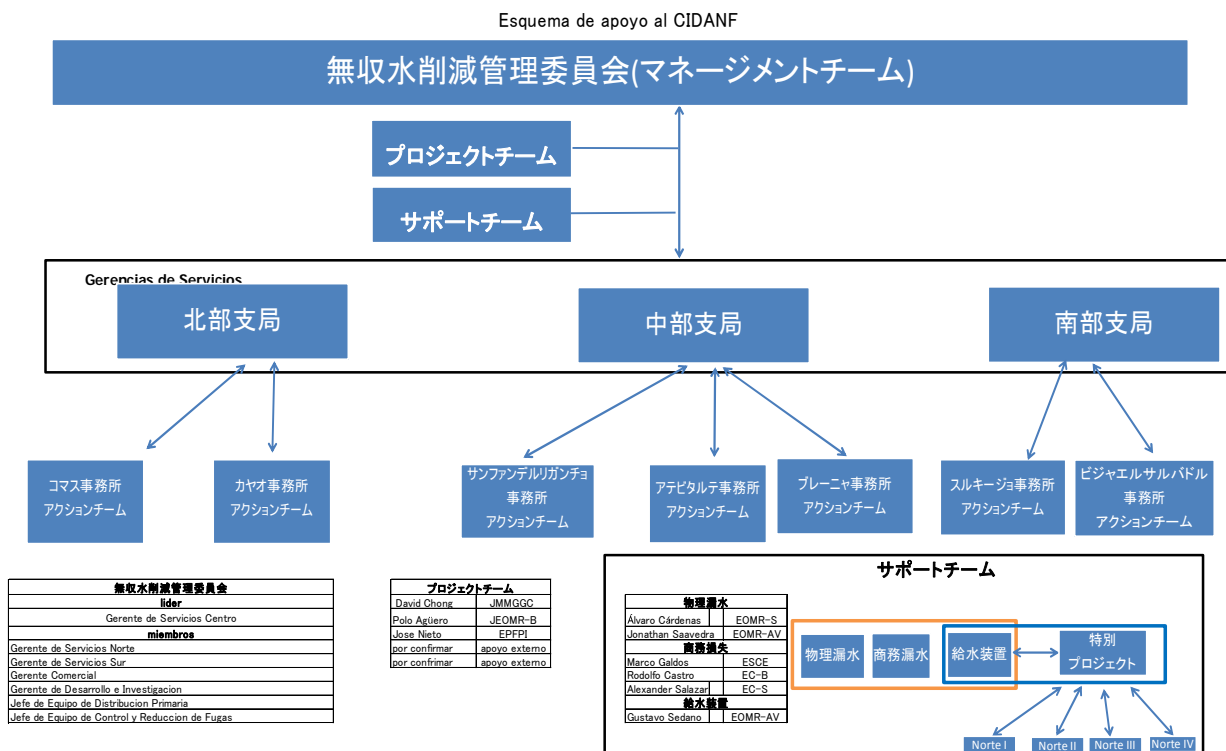 Esquema de apoyo al CIDANF
無収水削減管理委員会(マネージメントチーム)
プロジェクトチーム
サポートチーム
Gerencias de Servicios
北部支局
中部支局
南部支局
コマス事務所
アクションチーム
カヤオ事務所
アクションチーム
サンファンデルリガンチョ
事務所
アクションチーム
アテビタルテ事務所
アクションチーム
ブレーニャ事務所
アクションチーム
スルキージョ事務所
アクションチーム
ビジャエルサルバドル
事務所
アクションチーム
無収水削減管理委員会
lider
Gerente de Servicios Centro
miembros
Gerente de Servicios Norte
Gerente de Servicios Sur
Gerente Comercial
Gerente de Desarrollo e Investigacion
Jefe de Equipo de Distribucion Primaria
Jefe de Equipo de Control y Reduccion de Fugas
プロジェクトチーム
David Chong JMMGGC
Polo Agüero JEOMR-B
Jose Nieto EPFPI
por confirmar apoyo externo
por confrimar apoyo externo
サポートチーム
物理漏水
Álvaro Cárdenas EOMR-S
Jonathan Saavedra EOMR-AV
商務損失
Marco Galdos ESCE
Rodolfo Castro EC-B
Alexander Salazar EC-S
給水装置
Gustavo Sedano EOMR-AV
物理漏水
商務漏水
給水装置
特別
プロジェクト
Norte I
Norte II
Norte III
Norte IV